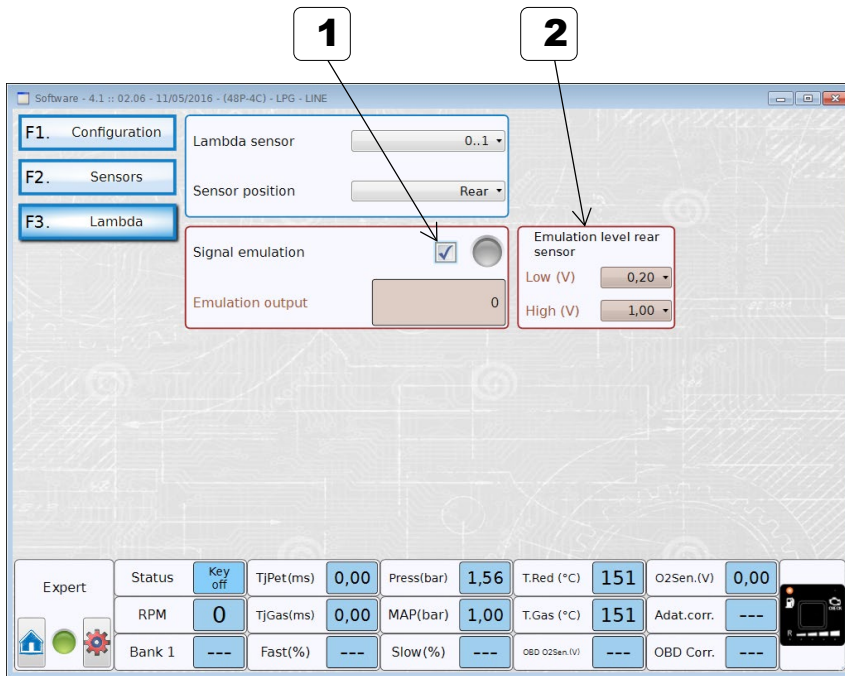 1
2
Software - 4.1 :: 02.06 - 11/05/2016 - (48P-4C) - LPG - LINE
F1. Configuration
F2. Sensors
F3. Lambda
Lambda sensor 0..1
Sensor position Rear
Signal emulation
Emulation output 0
Emulation level rear
sensor
Low (V) 0,20
High (V) 1,00
Expert
Status Key off TjPet(ms) 0,00 Press(bar) 1,56 T.Red (°C) 151 O2Sen.(V) 0,00
RPM 0 TjGas(ms) 0,00 MAP(bar) 1,00 T.Gas (°C) 151 Adat.corr. ---
Bank 1 --- Fast(%) --- Slow(%) --- OBD O2Sen.(V) --- OBD Corr. ---
CHECK
R